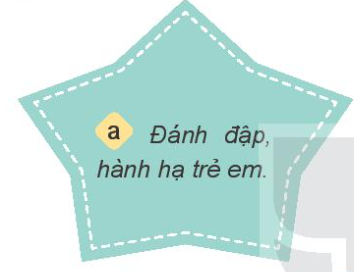 a Đánh đập,
hành hạ trẻ em.